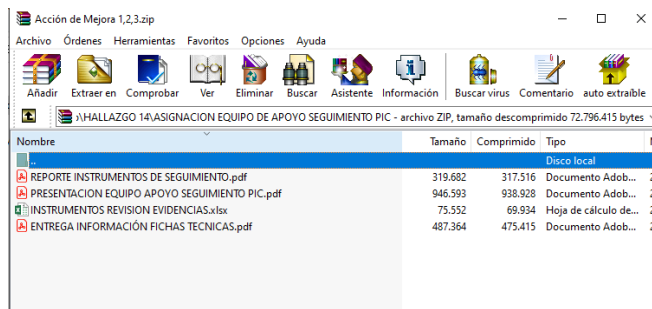 Acción de Mejora 1,2,3.zip
Archivo Órdenes Herramientas Favoritos Opciones Ayuda
Añadir Extraer en Comprobar Ver Eliminar Buscar Asistente Información Buscar virus Comentario auto extraíble
\HALLAZGO 14\ASIGNACION EQUIPO DE APOYO SEGUIMIENTO PIC - archivo ZIP, tamaño descomprimido 72.796.415 bytes
Nombre Tamaño Comprimido Tipo
.. Disco local
REPORTE INSTRUMENTOS DE SEGUIMIENTO.pdf 319.682 317.516 Documento Adob...
PRESENTACION EQUIPO APOYO SEGUIMIENTO PIC.pdf 946.593 938.928 Documento Adob...
INSTRUMENTOS REVISION EVIDENCIAS.xlsx 75.552 69.934 Hoja de cálculo de...
ENTREGA INFORMACIÓN FICHAS TECNICAS.pdf 487.364 475.415 Documento Adob...